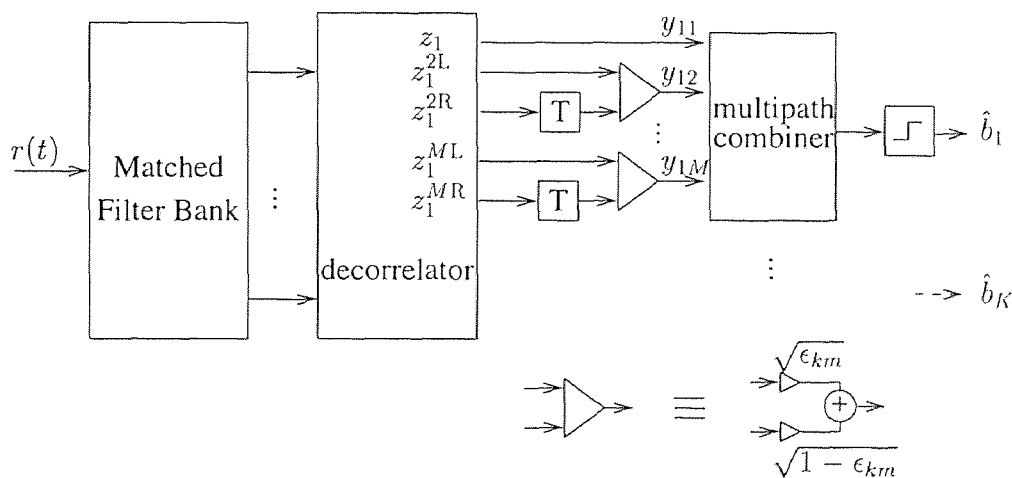 r(t)
Matched
Filter Bank
⋮
decorrelator
z_1
z_1^{2L}
z_1^{2R}
z_1^{ML}
z_1^{MR}
T
T
y_{11}
y_{12}
⋮
y_{1M}
multipath
combiner
b̂_1
⋮
b̂_K
≡
√ϵ_{km}
+
√1 − ϵ_{km}